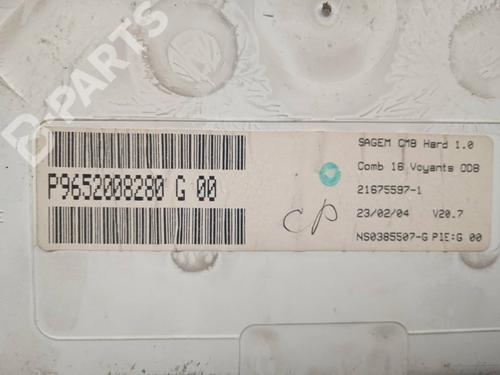 B-PARTS
P9652008280 G 00
SAGEM CMB Hard 1.0
Comb 16 Voyants ODB
21675597-1
23/02/04 V20.7
NS0385507-G PIE:G 00
CP